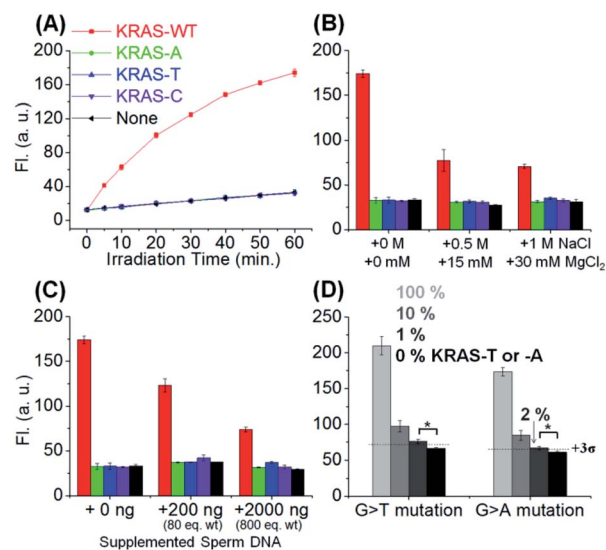 (A)
KRAS-WT
KRAS-A
KRAS-T
KRAS-C
None
Fl. (a. u.)
200
160
120
80
40
0
0 10 20 30 40 50 60
Irradiation Time (min.)
(B)
200
150
100
50
0
+0 M +0.5 M +1 M NaCl
+0 mM +15 mM +30 mM MgCl2
(C)
Fl. (a. u.)
200
150
100
50
0
+ 0 ng +200 ng +2000 ng
(80 eq. wt) (800 eq. wt)
Supplemented Sperm DNA
(D)
100 %
10 %
1 %
0 % KRAS-T or -A
250
200
150
100
50
0
*
2 %
*
+3σ
G>T mutation G>A mutation